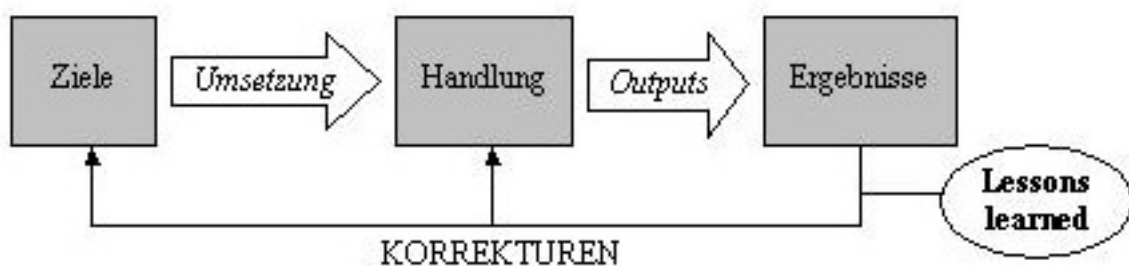 Ziele
Umsetzung
Handlung
Outputs
Ergebnisse
Lessons
learned
KORREKTUREN